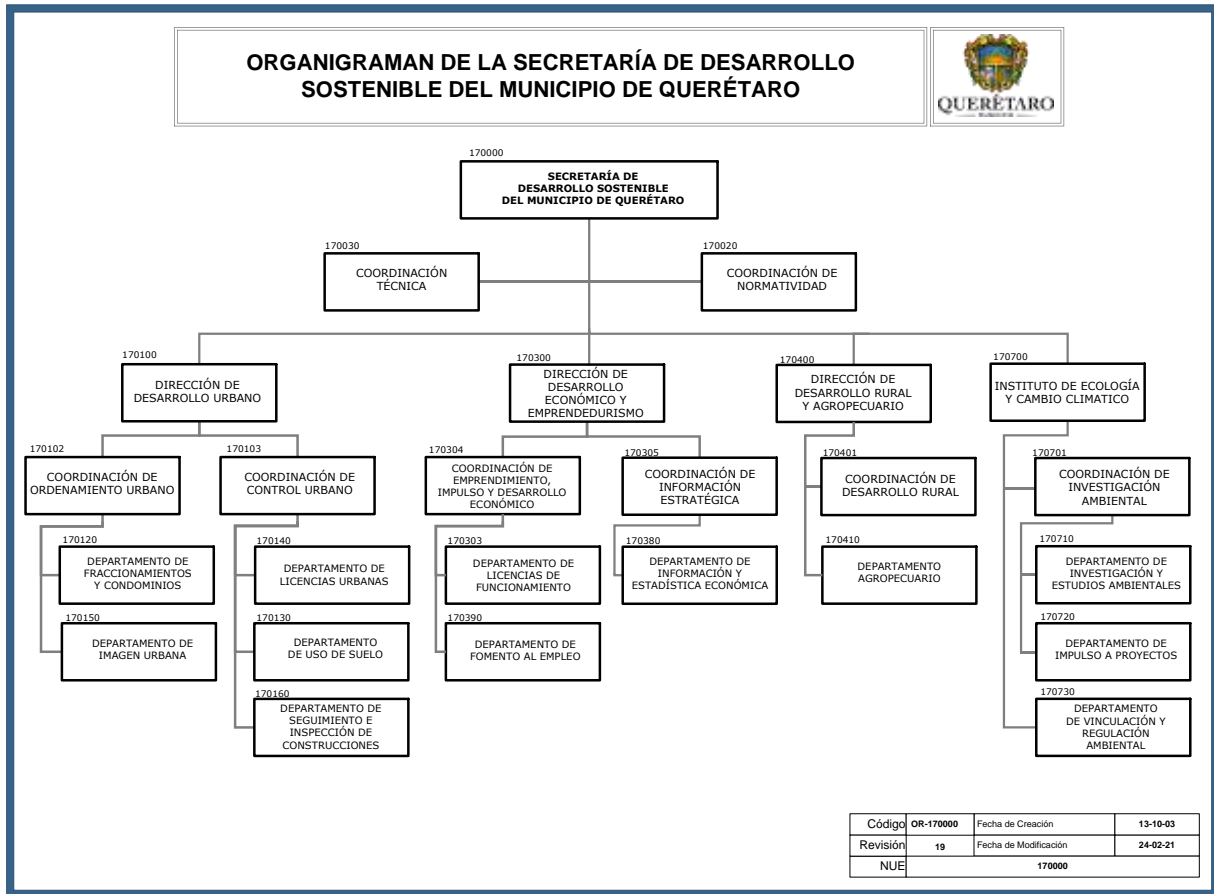 ORGANIGRAMAN DE LA SECRETARÍA DE DESARROLLO
SOSTENIBLE DEL MUNICIPIO DE QUERÉTARO
QUERÉTARO
170000
SECRETARÍA DE
DESARROLLO SOSTENIBLE
DEL MUNICIPIO DE QUERÉTARO
170030
COORDINACIÓN
TÉCNICA
170020
COORDINACIÓN DE
NORMATIVIDAD
170100
DIRECCIÓN DE
DESARROLLO URBANO
170300
DIRECCIÓN DE
DESARROLLO
ECONÓMICO Y
EMPRENDEDURISMO
170400
DIRECCIÓN DE
DESARROLLO RURAL
Y AGROPECUARIO
170700
INSTITUTO DE ECOLOGÍA
Y CAMBIO CLIMATICO
170102
COORDINACIÓN DE
ORDENAMIENTO URBANO
170103
COORDINACIÓN DE
CONTROL URBANO
170304
COORDINACIÓN DE
EMPRENDIMIENTO,
IMPULSO Y DESARROLLO
ECONÓMICO
170305
COORDINACIÓN DE
INFORMACIÓN
ESTRATÉGICA
170401
COORDINACIÓN DE
DESARROLLO RURAL
170701
COORDINACIÓN DE
INVESTIGACIÓN
AMBIENTAL
170120
DEPARTAMENTO DE
FRACCIONAMIENTOS
Y CONDOMINIOS
170140
DEPARTAMENTO DE
LICENCIAS URBANAS
170303
DEPARTAMENTO DE
LICENCIAS DE
FUNCIONAMIENTO
170380
DEPARTAMENTO DE
INFORMACIÓN Y
ESTADÍSTICA ECONÓMICA
170410
DEPARTAMENTO
AGROPECUARIO
170710
DEPARTAMENTO DE
INVESTIGACIÓN Y
ESTUDIOS AMBIENTALES
170150
DEPARTAMENTO DE
IMAGEN URBANA
170130
DEPARTAMENTO
DE USO DE SUELO
170390
DEPARTAMENTO DE
FOMENTO AL EMPLEO
170720
DEPARTAMENTO DE
IMPULSO A PROYECTOS
170160
DEPARTAMENTO DE
SEGUIMIENTO E
INSPECCIÓN DE
CONSTRUCCIONES
170730
DEPARTAMENTO
DE VINCULACIÓN Y
REGULACIÓN
AMBIENTAL
Código OR-170000 Fecha de Creación 13-10-03
Revisión 19 Fecha de Modificación 24-02-21
NUE 170000